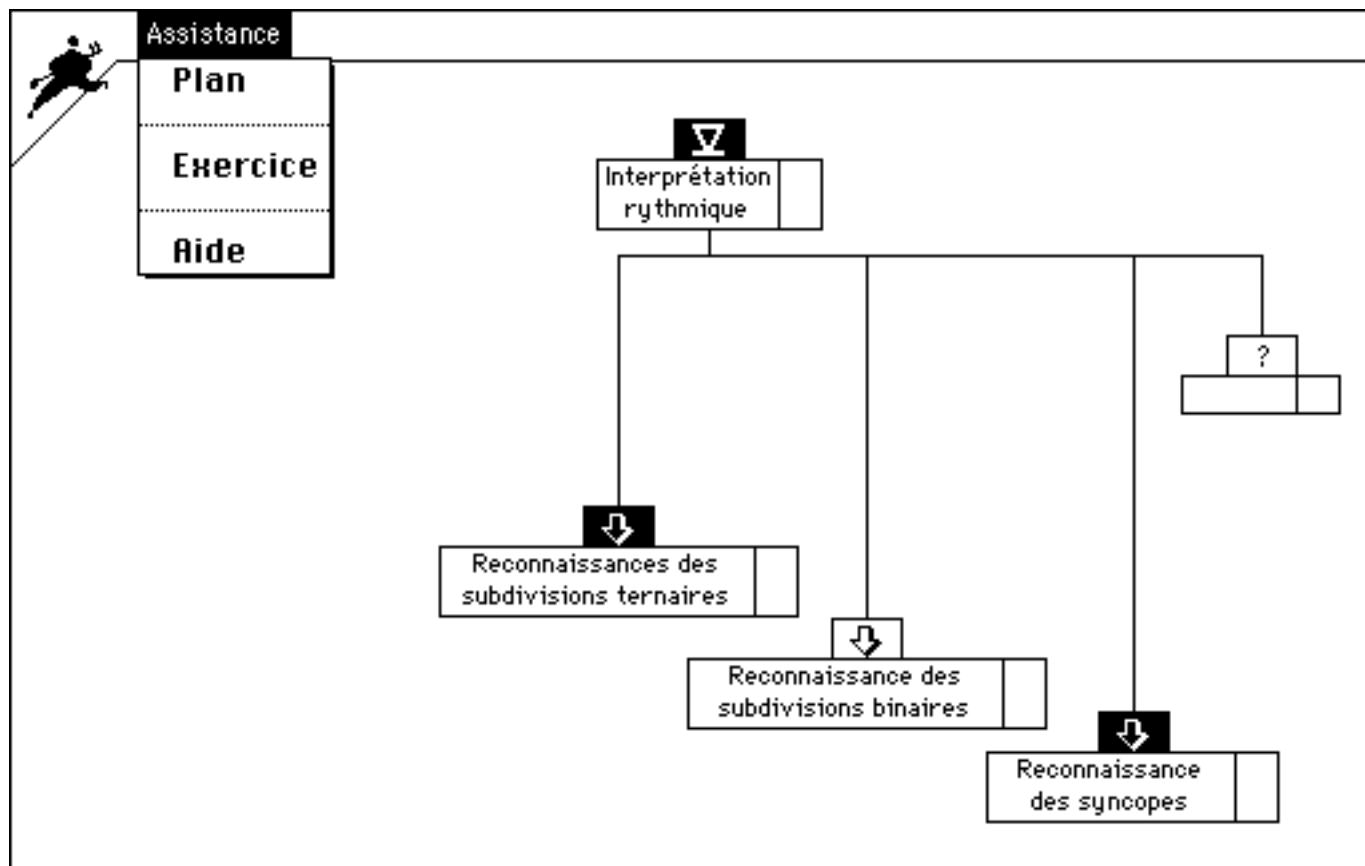 Assistance
Plan
Exercice
Aide
Interprétation
rythmique
?
Reconnaissances des
subdivisions ternaires
Reconnaissance des
subdivisions binaires
Reconnaissance
des syncopes